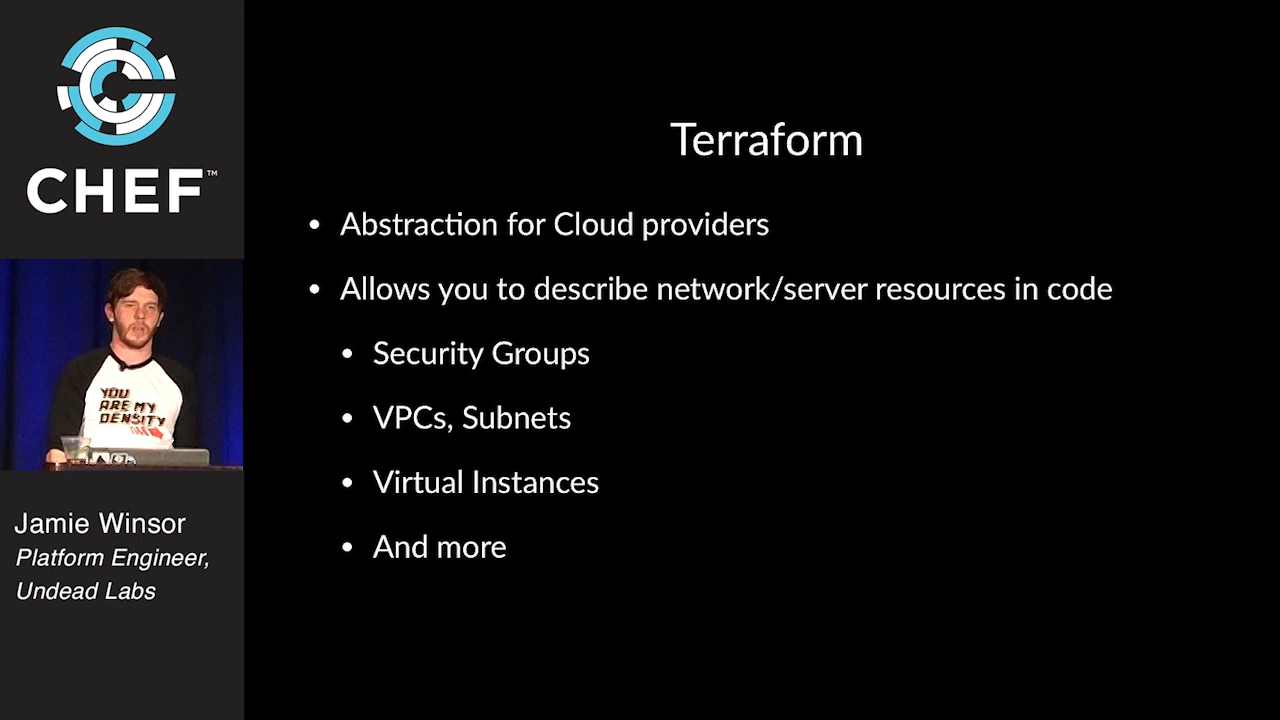 CHEF™
YOU
ARE MY
DENSITY
Jamie Winsor
Platform Engineer,
Undead Labs
Terraform
• Abstraction for Cloud providers
• Allows you to describe network/server resources in code
• Security Groups
• VPCs, Subnets
• Virtual Instances
• And more